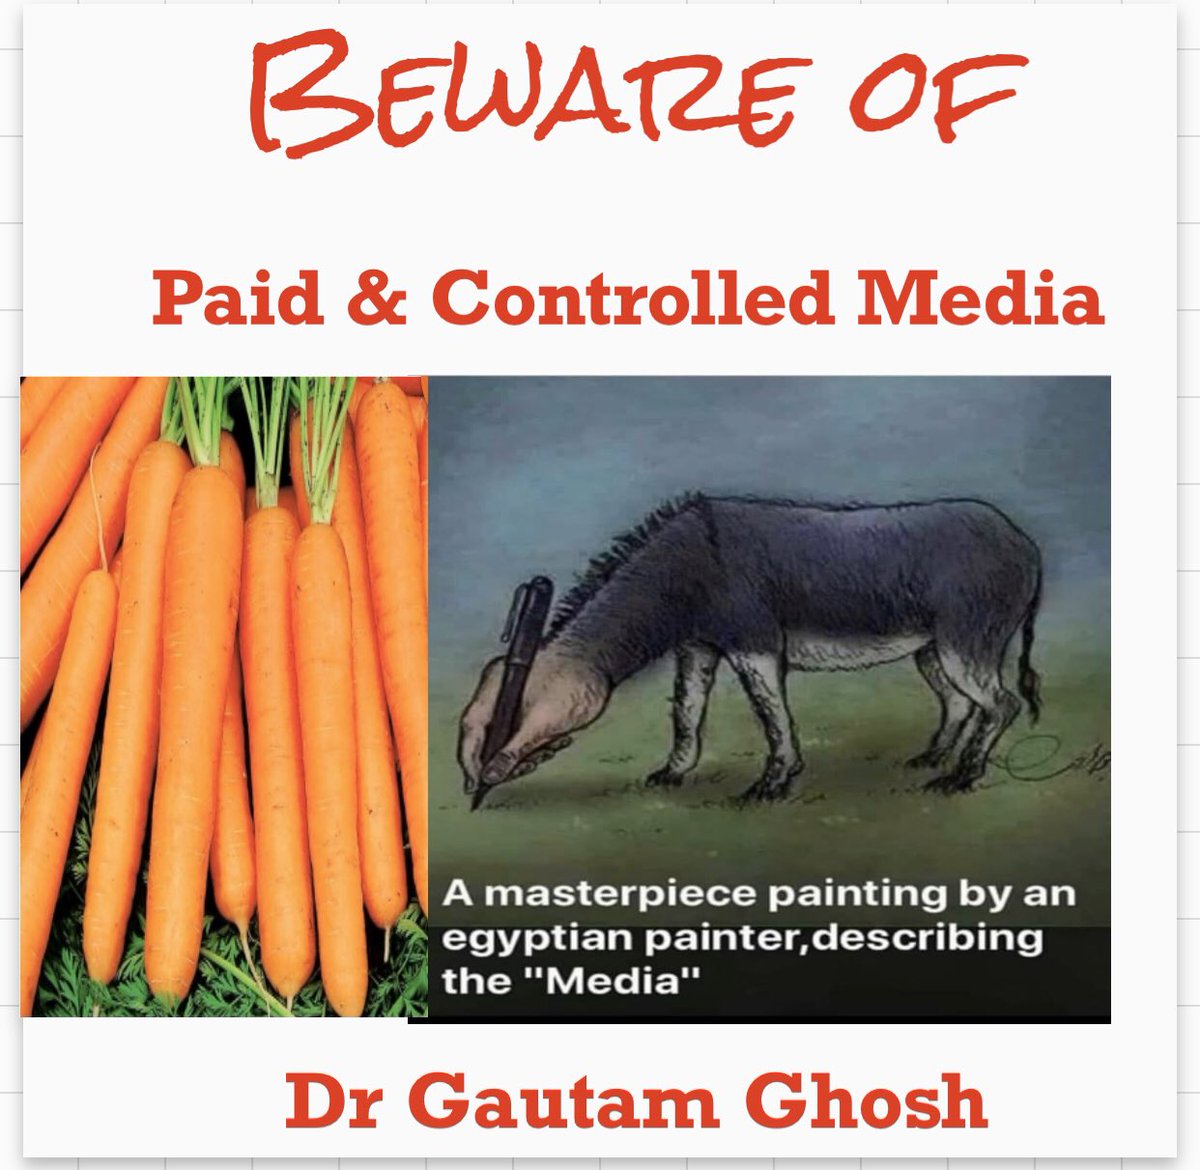 BEWARE OF
Paid & Controlled Media
A masterpiece painting by an
egyptian painter,describing
the "Media"
Dr Gautam Ghosh